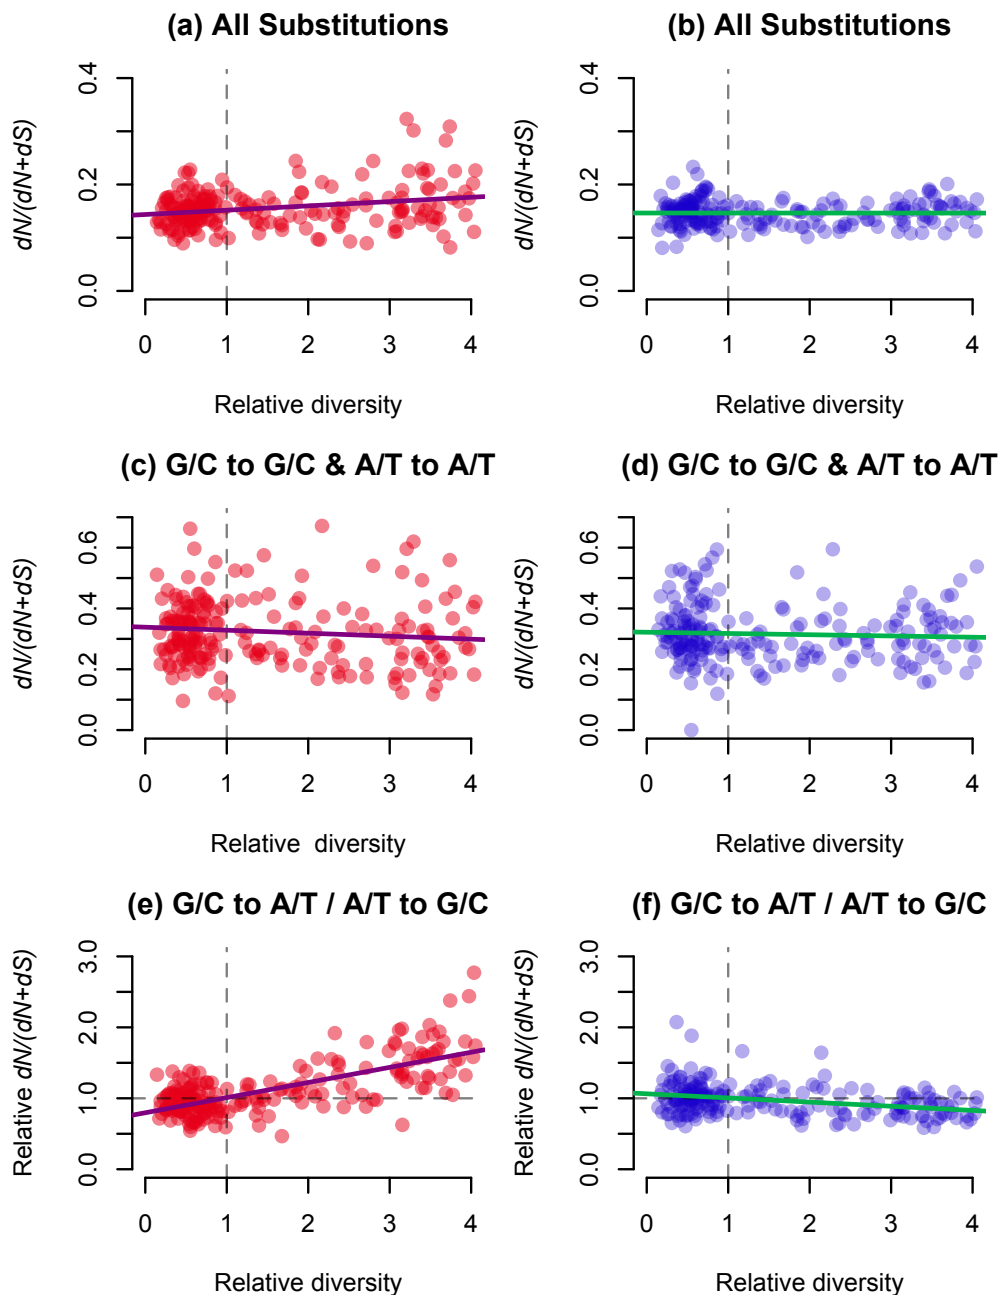 (a) All Substitutions
(b) All Substitutions
dN/(dN+dS)
0.0 0.2 0.4
0 1 2 3 4
Relative diversity
dN/(dN+dS)
0.0 0.2 0.4
0 1 2 3 4
Relative diversity
(c) G/C to G/C & A/T to A/T
(d) G/C to G/C & A/T to A/T
dN/(dN+dS)
0.0 0.2 0.4 0.6
0 1 2 3 4
Relative diversity
dN/(dN+dS)
0.0 0.2 0.4 0.6
0 1 2 3 4
Relative diversity
(e) G/C to A/T / A/T to G/C
(f) G/C to A/T / A/T to G/C
Relative dN/(dN+dS)
0.0 1.0 2.0 3.0
0 1 2 3 4
Relative diversity
Relative dN/(dN+dS)
0.0 1.0 2.0 3.0
0 1 2 3 4
Relative diversity